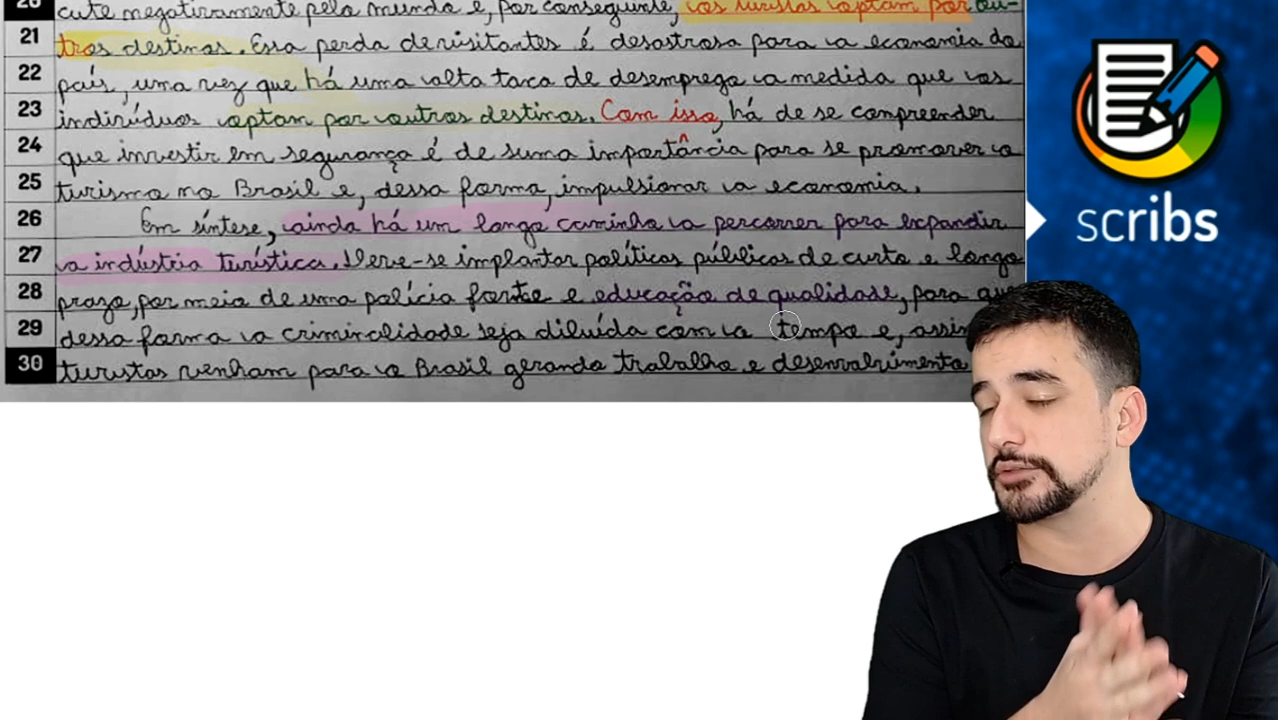 20 cute negativamente pelo mundo e, por conseguinte, os turistas optam por ou-
21 tros destinos. Essa perda de visitantes é desastrosa para a economia do
22 país, uma vez que há uma alta taxa de desemprego a medida que os
23 indivíduos optam por outros destinos. Com isso, há de se compreender
24 que investir em segurança é de suma importância para se promover o
25 turismo no Brasil e, dessa forma, impulsionar a economia.
26 Em síntese, ainda há um longo caminho a percorrer para expandir
27 a indústria turística. Deve-se implantar políticas públicas de curto e longo
28 prazo, por meio de uma polícia forte e educação de qualidade, para que
29 dessa forma a criminalidade seja diluída com o tempo e, assim
30 turistas venham para o Brasil gerando trabalho e desenvolvimento
scribs